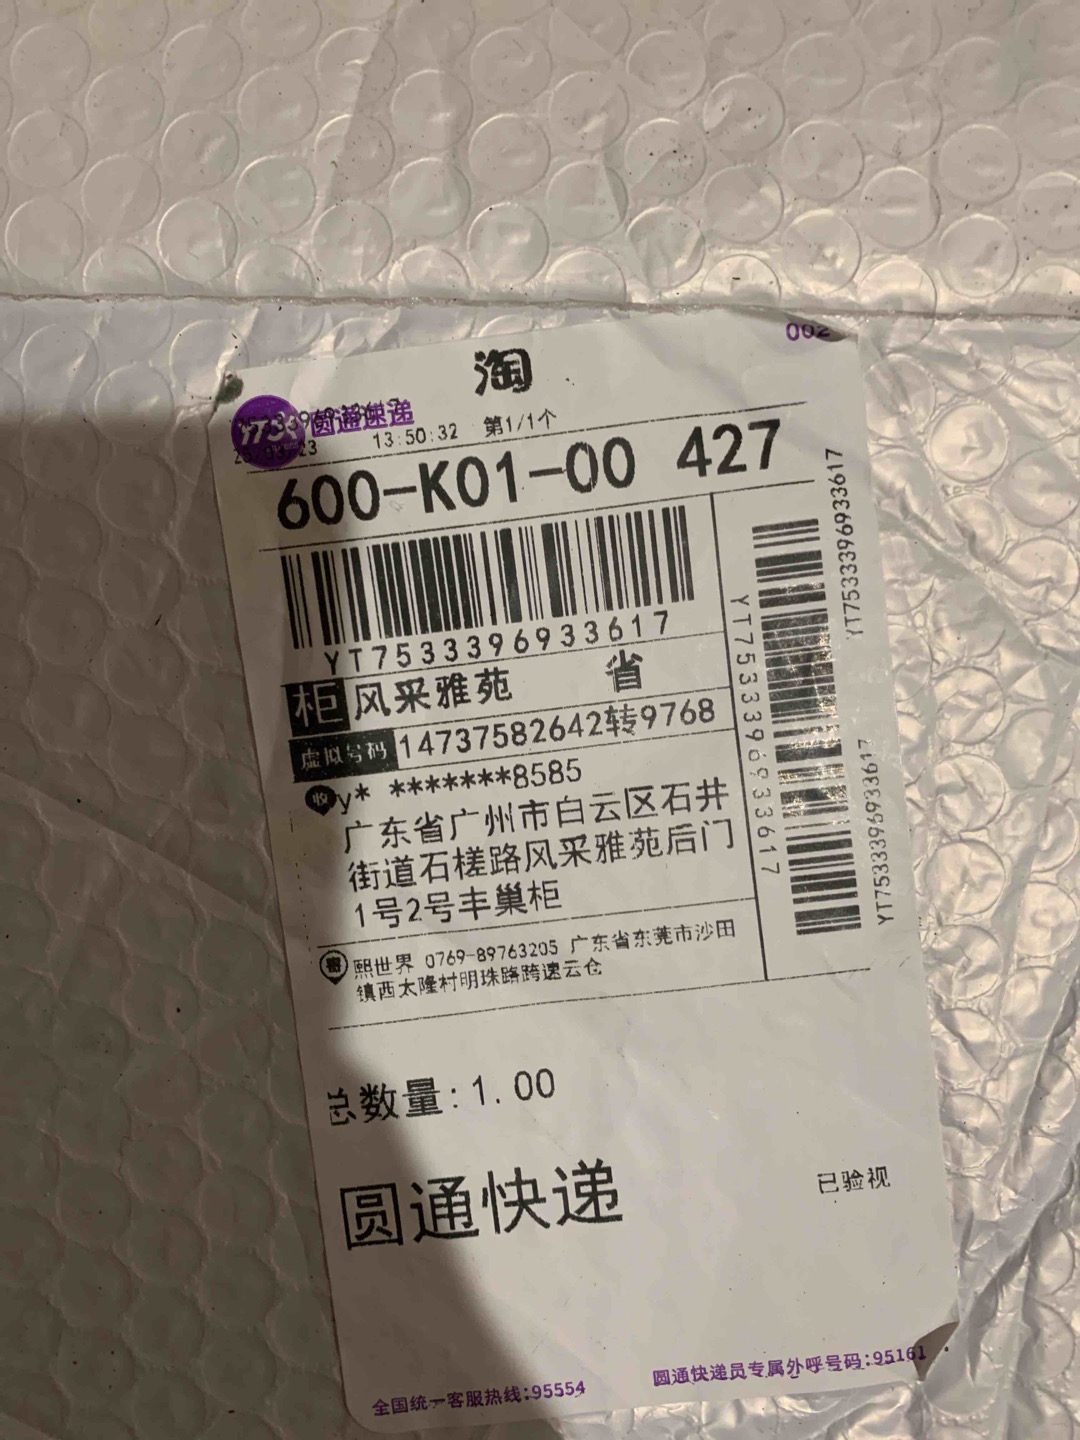 淘
002
圆通快递
13:50:32 第1/1个
600-K01-00 427
YT7533396933617
柜 风采雅苑 省
虚拟号码 14737582642转9768
收 y* *******8585
广东省广州市白云区石井
街道石槎路风采雅苑后门
1号2号丰巢柜
熙世界 0769-89763205 广东省东莞市沙田
镇西太隆村明珠路跨速云仓
YT7533396933617
YT7533396933617
YT7533396933617
总数量:1.00
圆通快递
已验视
全国统一客服热线:95554
圆通快递员专属外呼号码:95161